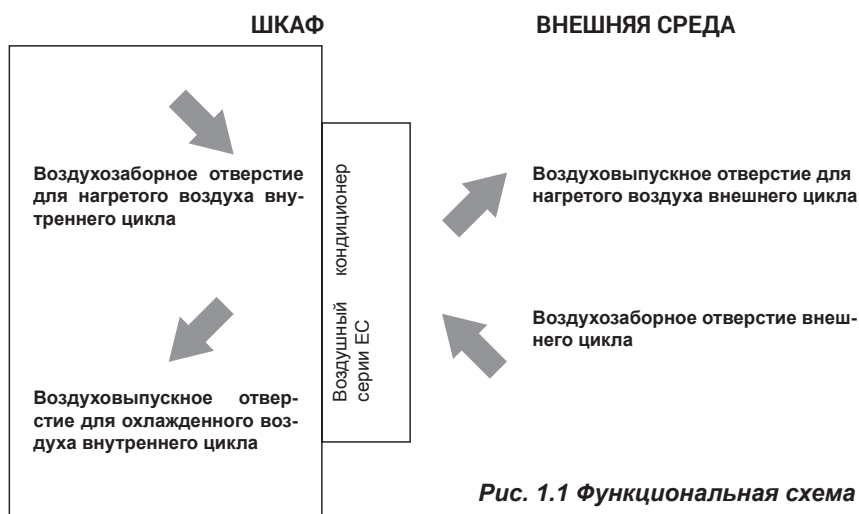 ШКАФ
ВНЕШНЯЯ СРЕДА
Воздухозаборное отверстие
для нагретого воздуха вну-
треннего цикла
Воздуховыпускное отвер-
стие для охлажденного воз-
духа внутреннего цикла
Воздушный кондиционер
серии ЕС
Воздуховыпускное отверстие для
нагретого воздуха внешнего цикла
Воздухозаборное отверстие внеш-
него цикла
Рис. 1.1 Функциональная схема